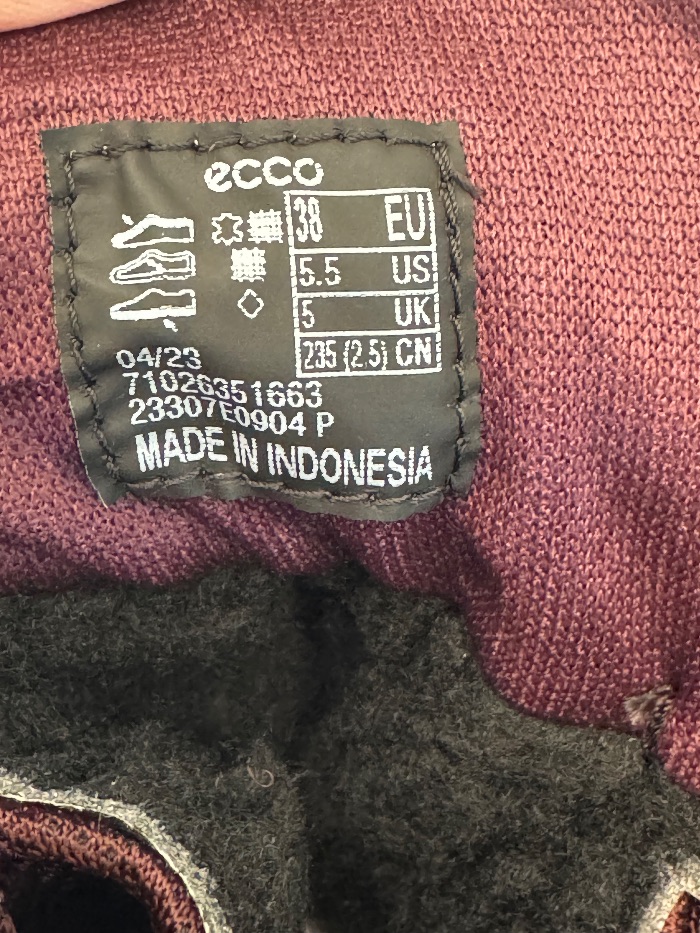 ecco
38 EU
5.5 US
5 UK
235 (2.5) CN
04/23
71026351663
23307E0904 P
MADE IN INDONESIA